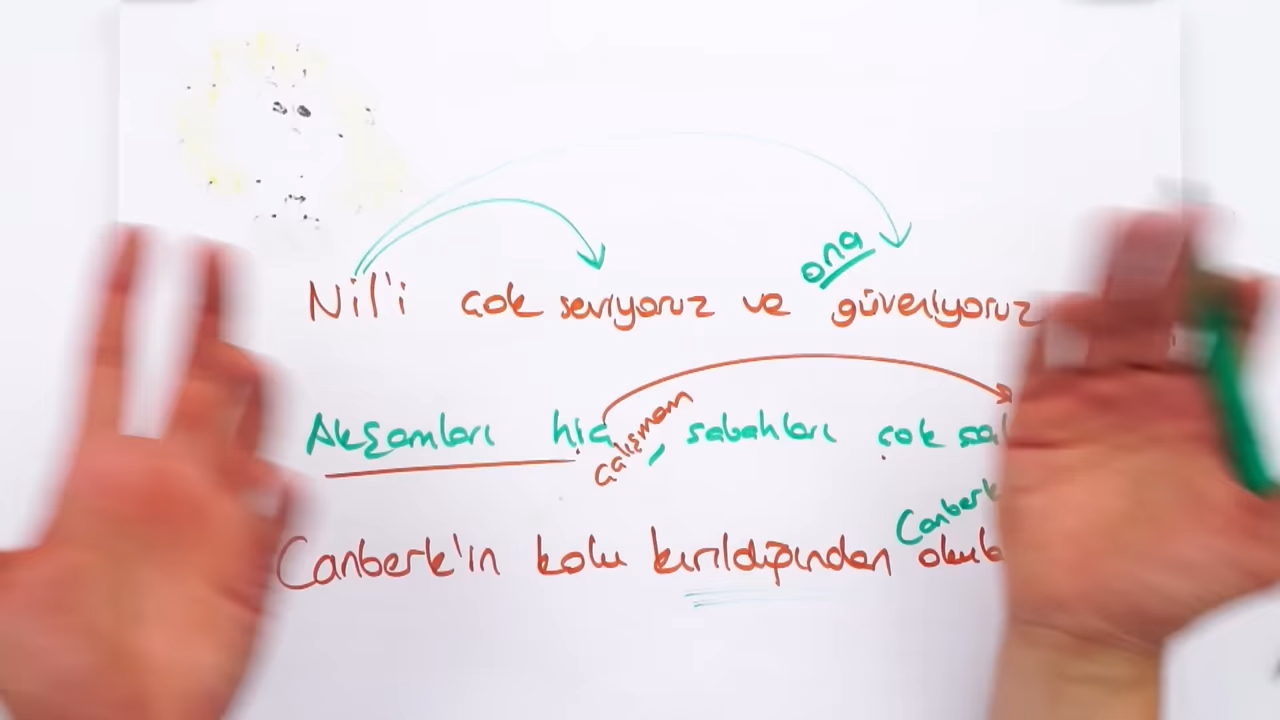 ona
Nil'i çok seviyoruz ve güveniyoruz
Akşamları hiç, sabahları çok
çalışmam
Canberk
Canberk'in kolu kırıldığından